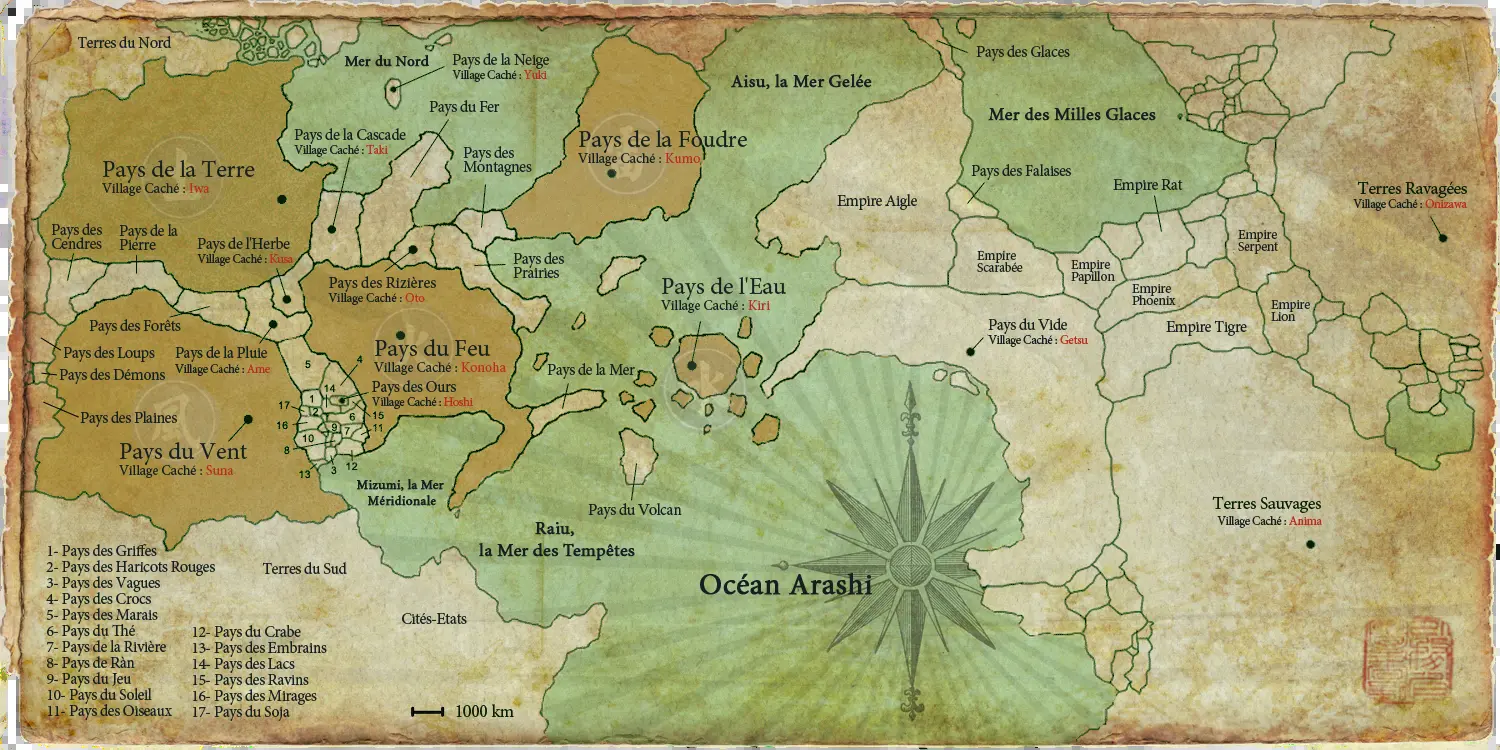 Terres du Nord
Mer du Nord
Pays de la Neige
Village Caché : Yuki
Pays du Fer
Pays de la Cascade
Village Caché : Taki
Pays des
Montagnes
Pays de la Foudre
Village Caché : Kumo
Aisu, la Mer Gelée
Pays des Glaces
Mer des Milles Glaces
Pays de la Terre
Village Caché : Iwa
Pays des Falaises
Empire Rat
Empire Aigle
Terres Ravagées
Village Caché : Onizawa
Pays des
Cendres
Pays de la
Pierre
Pays de l'Herbe
Village Caché : Kusa
Pays des
Prairies
Empire
Scarabée
Empire
Papillon
Empire
Serpent
Empire
Phoenix
Empire
Lion
Empire Tigre
Pays des Rizières
Village Caché : Oto
Pays de l'Eau
Village Caché : Kiri
Pays des Forêts
Pays du Vide
Village Caché : Getsu
Pays des Loups
Pays de la Pluie
Village Caché : Ame
Pays des Démons
Pays du Feu
Village Caché : Konoha
Pays des Ours
Village Caché : Hoshi
Pays de la Mer
Pays des Plaines
Pays du Vent
Village Caché : Suna
5
4
14
1
2
17
16
6
15
11
9
7
10
8
13
3
12
Mizumi, la Mer
Méridionale
Pays du Volcan
Raiu,
la Mer des Tempêtes
Océan Arashi
Terres Sauvages
Village Caché : Anima
Terres du Sud
Cités-Etats
1- Pays des Griffes
2- Pays des Haricots Rouges
3- Pays des Vagues
4- Pays des Crocs
5- Pays des Marais
6- Pays du Thé
7- Pays de la Rivière
8- Pays de Ràn
9- Pays du Jeu
10- Pays du Soleil
11- Pays des Oiseaux
12- Pays du Crabe
13- Pays des Embrains
14- Pays des Lacs
15- Pays des Ravins
16- Pays des Mirages
17- Pays du Soja
1000 km